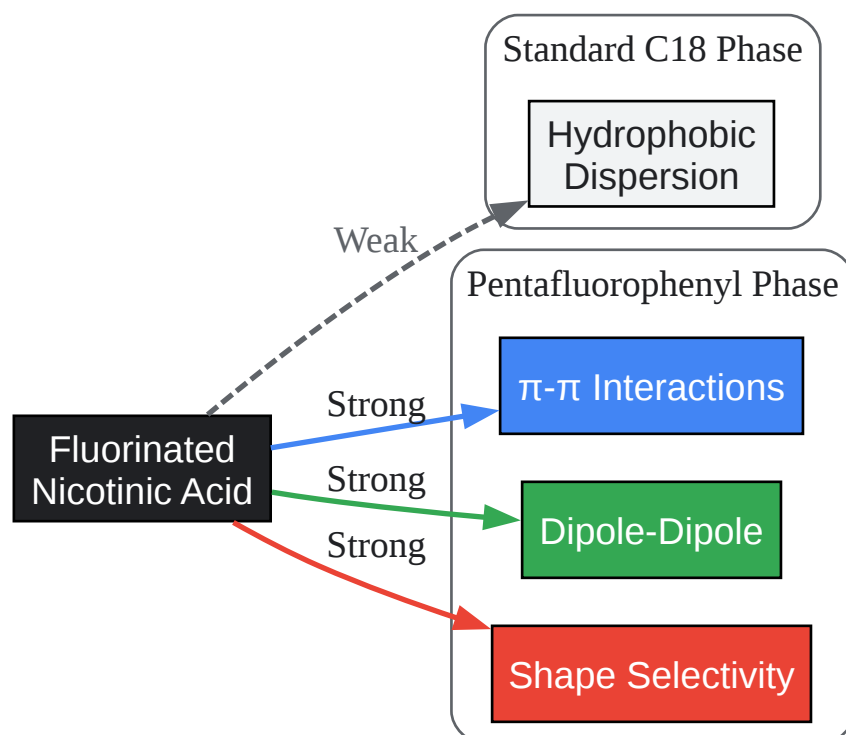 Standard C18 Phase
Hydrophobic
Dispersion
Weak
Pentafluorophenyl Phase
π-π Interactions
Strong
Fluorinated
Nicotinic Acid
Strong
Dipole-Dipole
Strong
Shape Selectivity